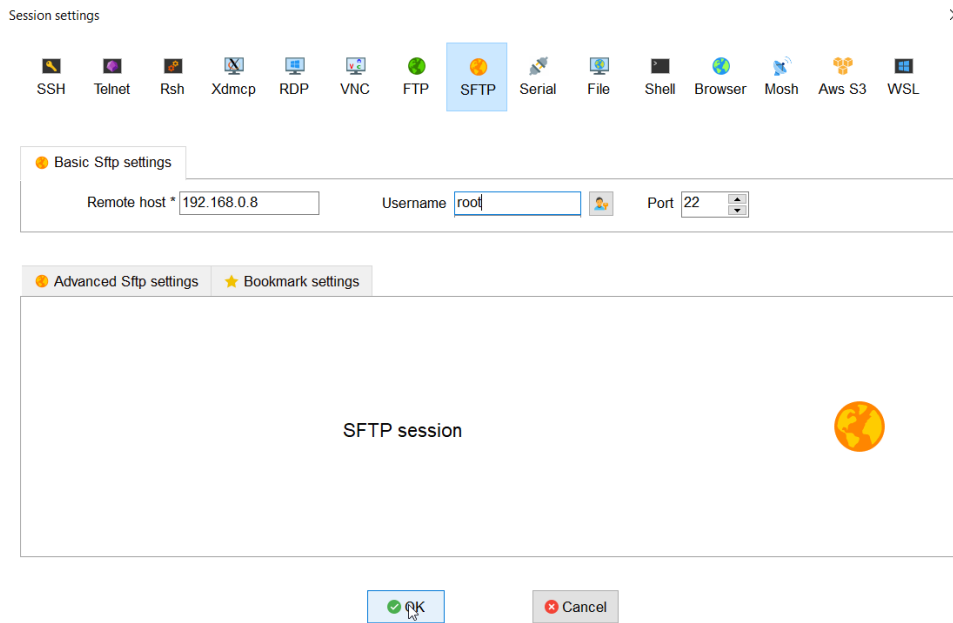 Session settings
SSH Telnet Rsh Xdmcp RDP VNC FTP SFTP Serial File Shell Browser Mosh Aws S3 WSL
Basic Sftp settings
Remote host * 192.168.0.8 Username root Port 22
Advanced Sftp settings Bookmark settings
SFTP session
OK Cancel